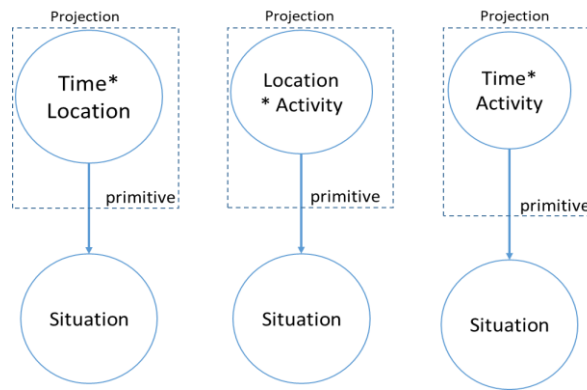 Projection
Time*
Location
primitive
Situation
Projection
Location
* Activity
primitive
Situation
Projection
Time*
Activity
primitive
Situation